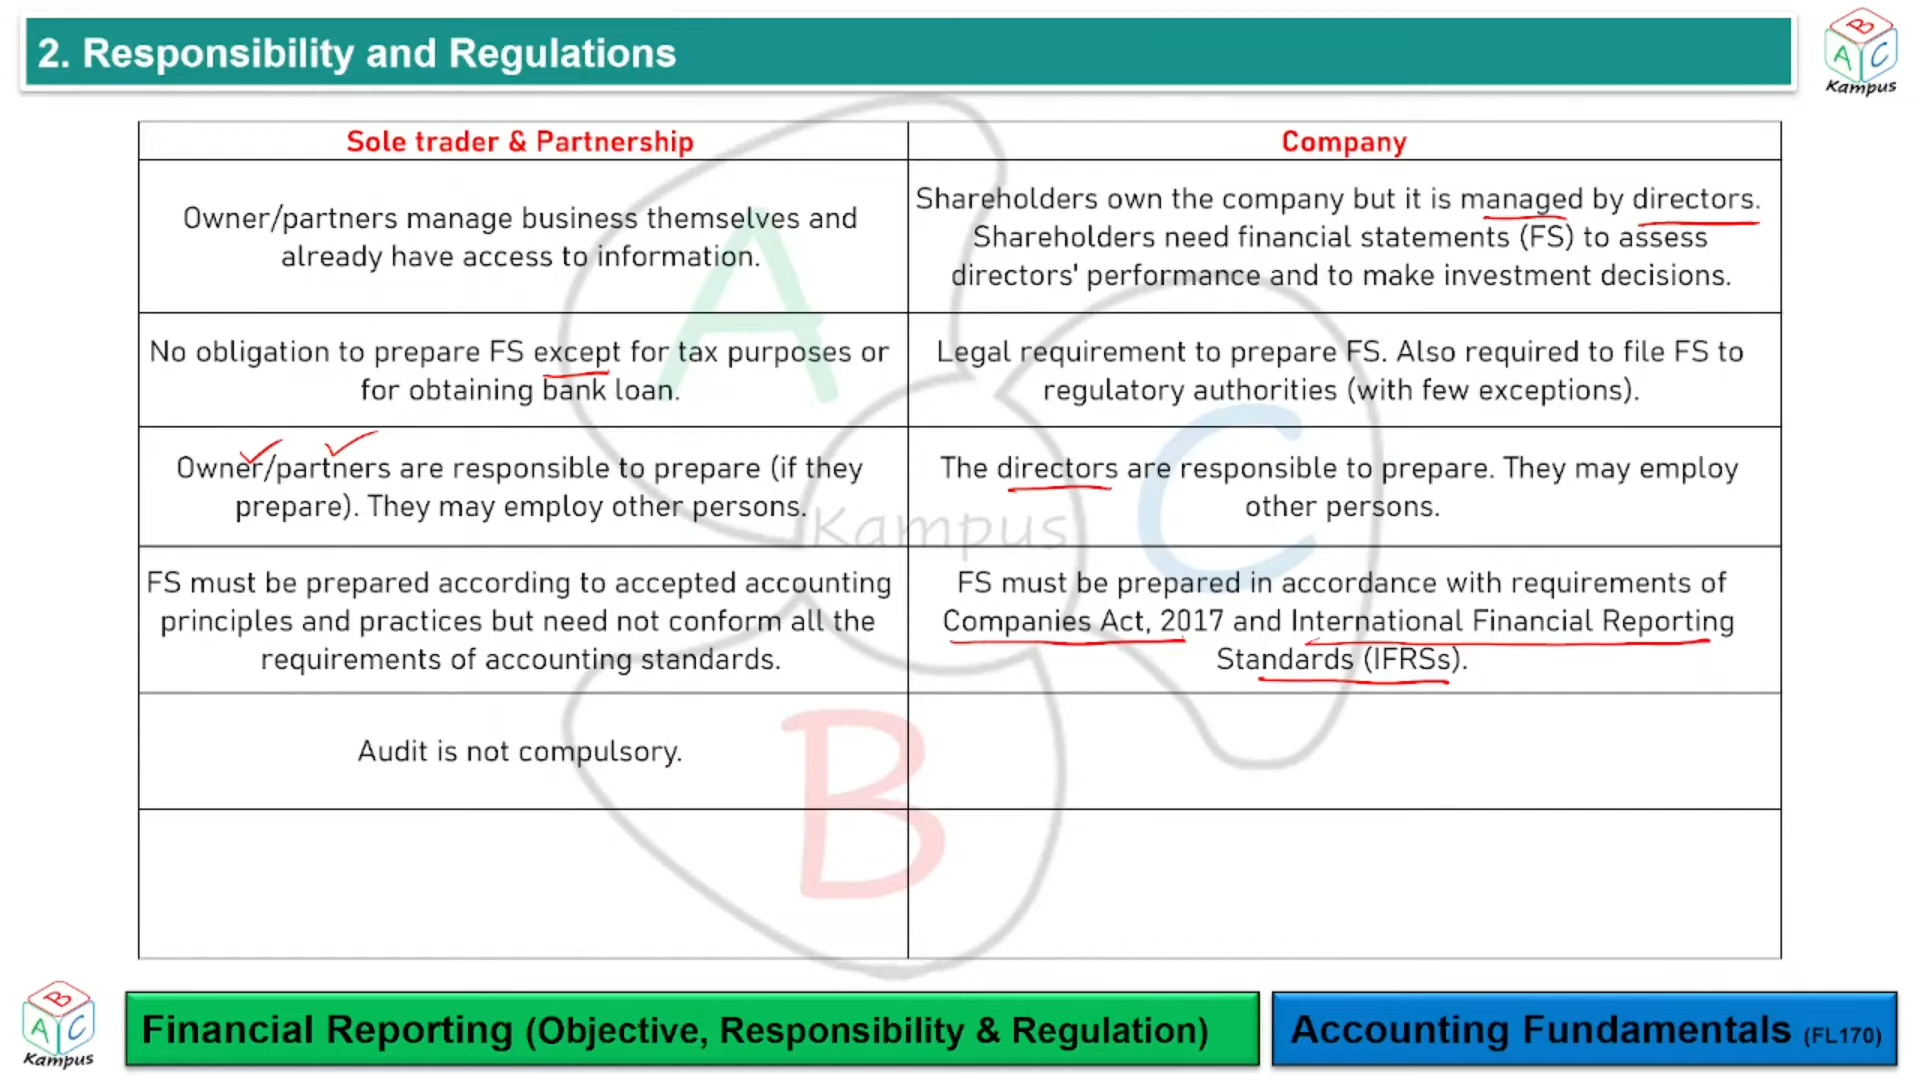 2. Responsibility and Regulations
B
A C
Kampus
Sole trader & Partnership
Company
Owner/partners manage business themselves and
already have access to information.
Shareholders own the company but it is managed by directors.
Shareholders need financial statements (FS) to assess
directors' performance and to make investment decisions.
No obligation to prepare FS except for tax purposes or
for obtaining bank loan.
Legal requirement to prepare FS. Also required to file FS to
regulatory authorities (with few exceptions).
Owner/partners are responsible to prepare (if they
prepare). They may employ other persons.
The directors are responsible to prepare. They may employ
other persons.
FS must be prepared according to accepted accounting
principles and practices but need not conform all the
requirements of accounting standards.
FS must be prepared in accordance with requirements of
Companies Act, 2017 and International Financial Reporting
Standards (IFRSs).
Audit is not compulsory.
A
C
Kampus
B
B
A C
Kampus
Financial Reporting (Objective, Responsibility & Regulation)
Accounting Fundamentals (FL170)